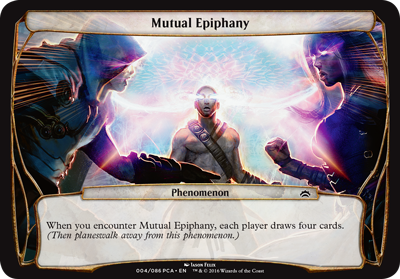 Mutual Epiphany
Phenomenon
When you encounter Mutual Epiphany, each player draws four cards.
(Then planeswalk away from this phenomenon.)
Jason Felix
004/086 PCA • EN ™ & © 2016 Wizards of the Coast